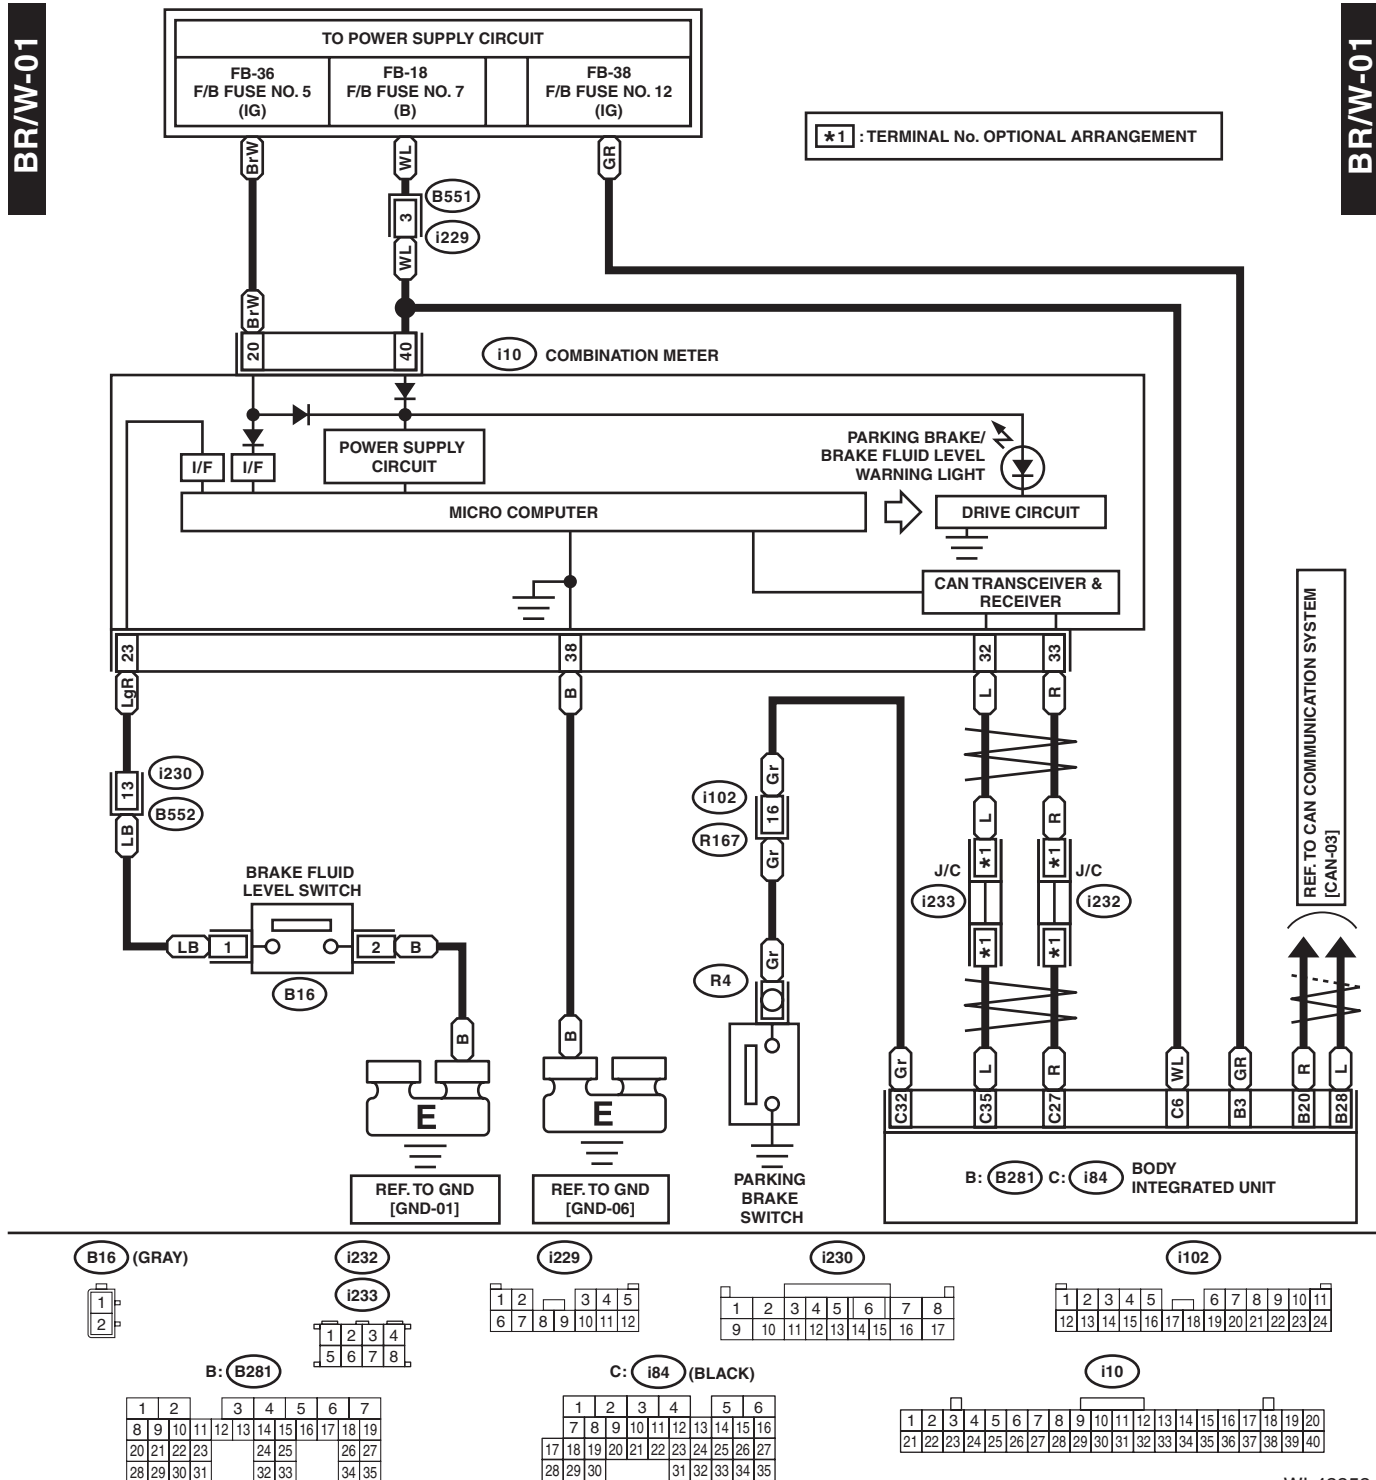 BR/W-01
BR/W-01
TO POWER SUPPLY CIRCUIT
FB-36
F/B FUSE NO. 5
(IG)
FB-18
F/B FUSE NO. 7
(B)
FB-38
F/B FUSE NO. 12
(IG)
*1 : TERMINAL No. OPTIONAL ARRANGEMENT
BrW
WL
GR
B551
3
i229
WL
BrW
20
40
i10 COMBINATION METER
I/F
I/F
POWER SUPPLY
CIRCUIT
PARKING BRAKE/
BRAKE FLUID LEVEL
WARNING LIGHT
MICRO COMPUTER
DRIVE CIRCUIT
CAN TRANSCEIVER &
RECEIVER
23
38
32
33
LgR
B
L
R
REF. TO CAN COMMUNICATION SYSTEM
[CAN-03]
i230
13
B552
LB
Gr
i102
16
R167
Gr
L
R
J/C
*1
*1
J/C
i233
i232
*1
*1
BRAKE FLUID
LEVEL SWITCH
LB
1
2
B
B16
Gr
R4
B
B
E
E
REF. TO GND
[GND-01]
REF. TO GND
[GND-06]
PARKING
BRAKE
SWITCH
Gr
L
R
WL
GR
R
L
C32
C35
C27
C6
B3
B20
B28
B: B281 C: i84 BODY
INTEGRATED UNIT
B16 (GRAY)
1
2
i232
i233
1 2 3 4
5 6 7 8
i229
1 2 3 4 5
6 7 8 9 10 11 12
i230
1 2 3 4 5 6 7 8
9 10 11 12 13 14 15 16 17
i102
1 2 3 4 5 6 7 8 9 10 11
12 13 14 15 16 17 18 19 20 21 22 23 24
B: B281
1 2 3 4 5 6 7
8 9 10 11 12 13 14 15 16 17 18 19
20 21 22 23 24 25 26 27
28 29 30 31 32 33 34 35
C: i84 (BLACK)
1 2 3 4 5 6
7 8 9 10 11 12 13 14 15 16
17 18 19 20 21 22 23 24 25 26 27
28 29 30 31 32 33 34 35
i10
1 2 3 4 5 6 7 8 9 10 11 12 13 14 15 16 17 18 19 20
21 22 23 24 25 26 27 28 29 30 31 32 33 34 35 36 37 38 39 40